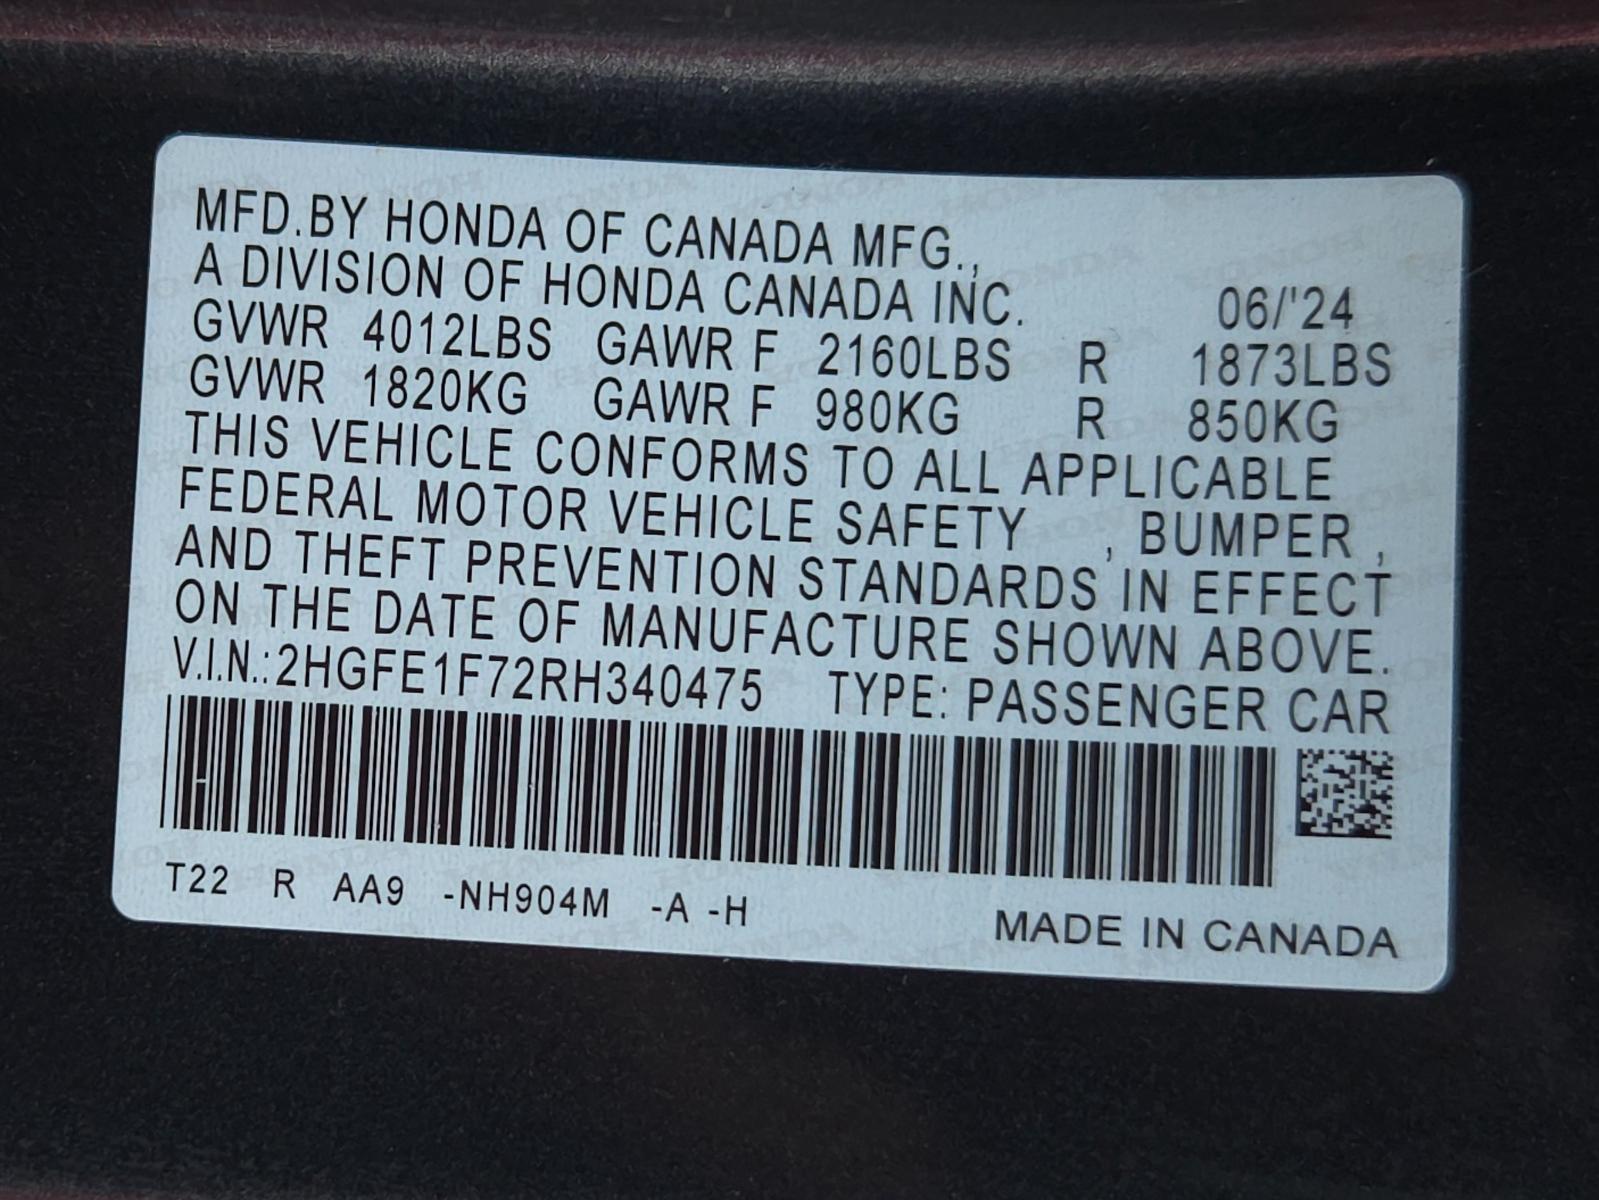 MFD.BY HONDA OF CANADA MFG.,
A DIVISION OF HONDA CANADA INC. 06/'24
GVWR 4012LBS GAWR F 2160LBS R 1873LBS
GVWR 1820KG GAWR F 980KG R 850KG
THIS VEHICLE CONFORMS TO ALL APPLICABLE
FEDERAL MOTOR VEHICLE SAFETY , BUMPER ,
AND THEFT PREVENTION STANDARDS IN EFFECT
ON THE DATE OF MANUFACTURE SHOWN ABOVE.
V.I.N.:2HGFE1F72RH340475 TYPE: PASSENGER CAR
T22 R AA9 -NH904M -A -H
MADE IN CANADA